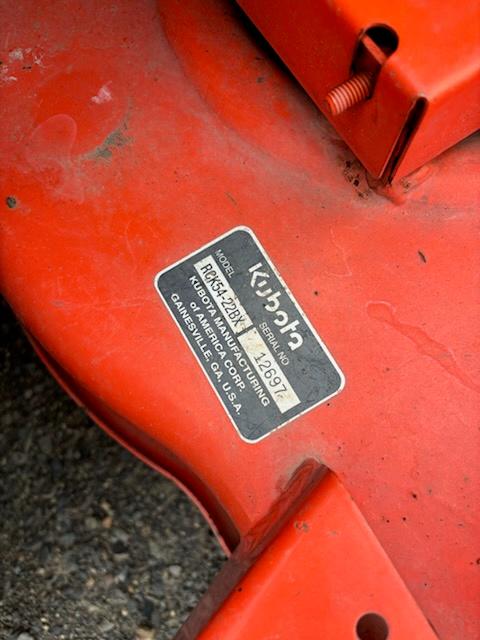 Kubota
MODEL
SERIAL NO
RCK54-22BX
12697
KUBOTA MANUFACTURING
of AMERICA CORP.
GAINESVILLE, GA, U.S.A.